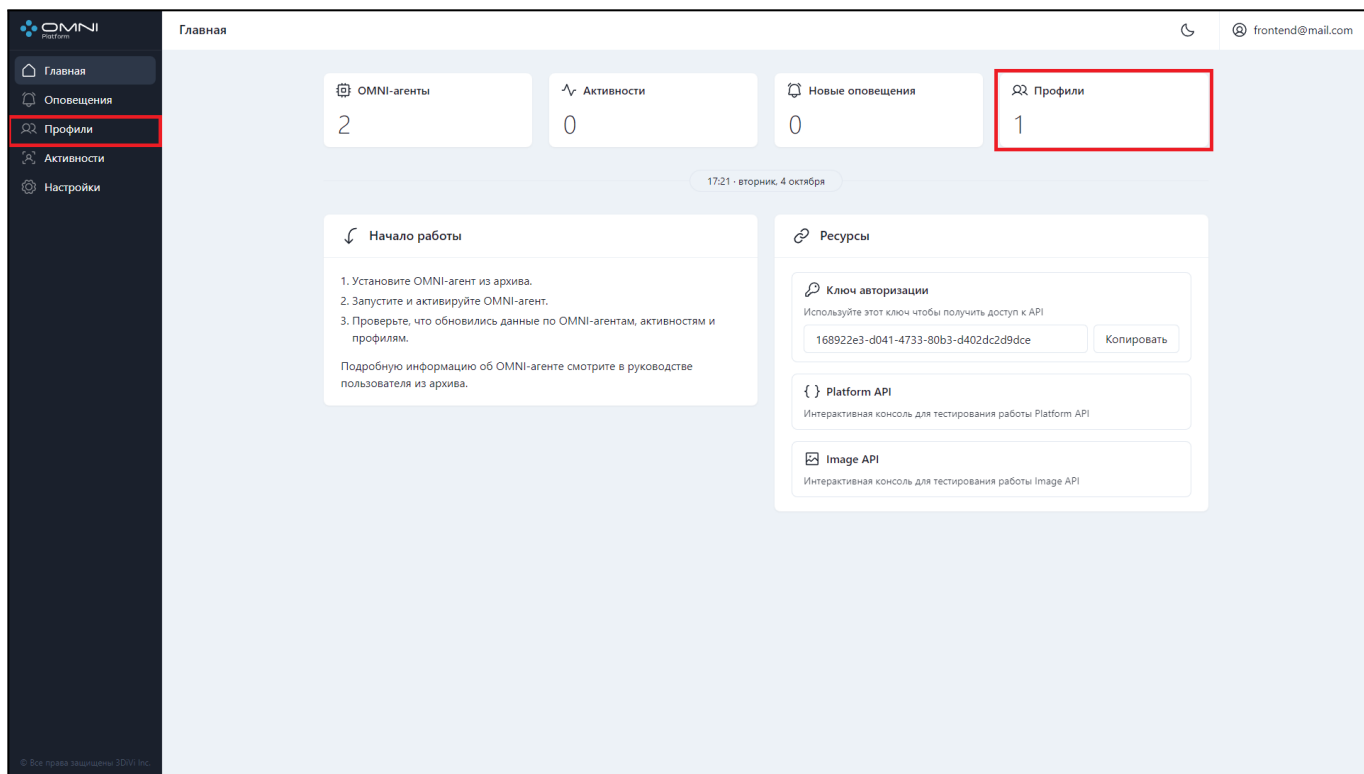 OMNI
Platform
Главная
frontend@mail.com
Главная
Оповещения
Профили
Активности
Настройки
OMNI-агенты
2
Активности
0
Новые оповещения
0
Профили
1
17:21 · вторник, 4 октября
Начало работы
1. Установите OMNI-агент из архива.
2. Запустите и активируйте OMNI-агент.
3. Проверьте, что обновились данные по OMNI-агентам, активностям и
профилям.
Подробную информацию об OMNI-агенте смотрите в руководстве
пользователя из архива.
Ресурсы
Ключ авторизации
Используйте этот ключ чтобы получить доступ к API
168922e3-d041-4733-80b3-d402dc2d9dce
Копировать
{ } Platform API
Интерактивная консоль для тестирования работы Platform API
Image API
Интерактивная консоль для тестирования работы Image API
© Все права защищены 3DiVi Inc.